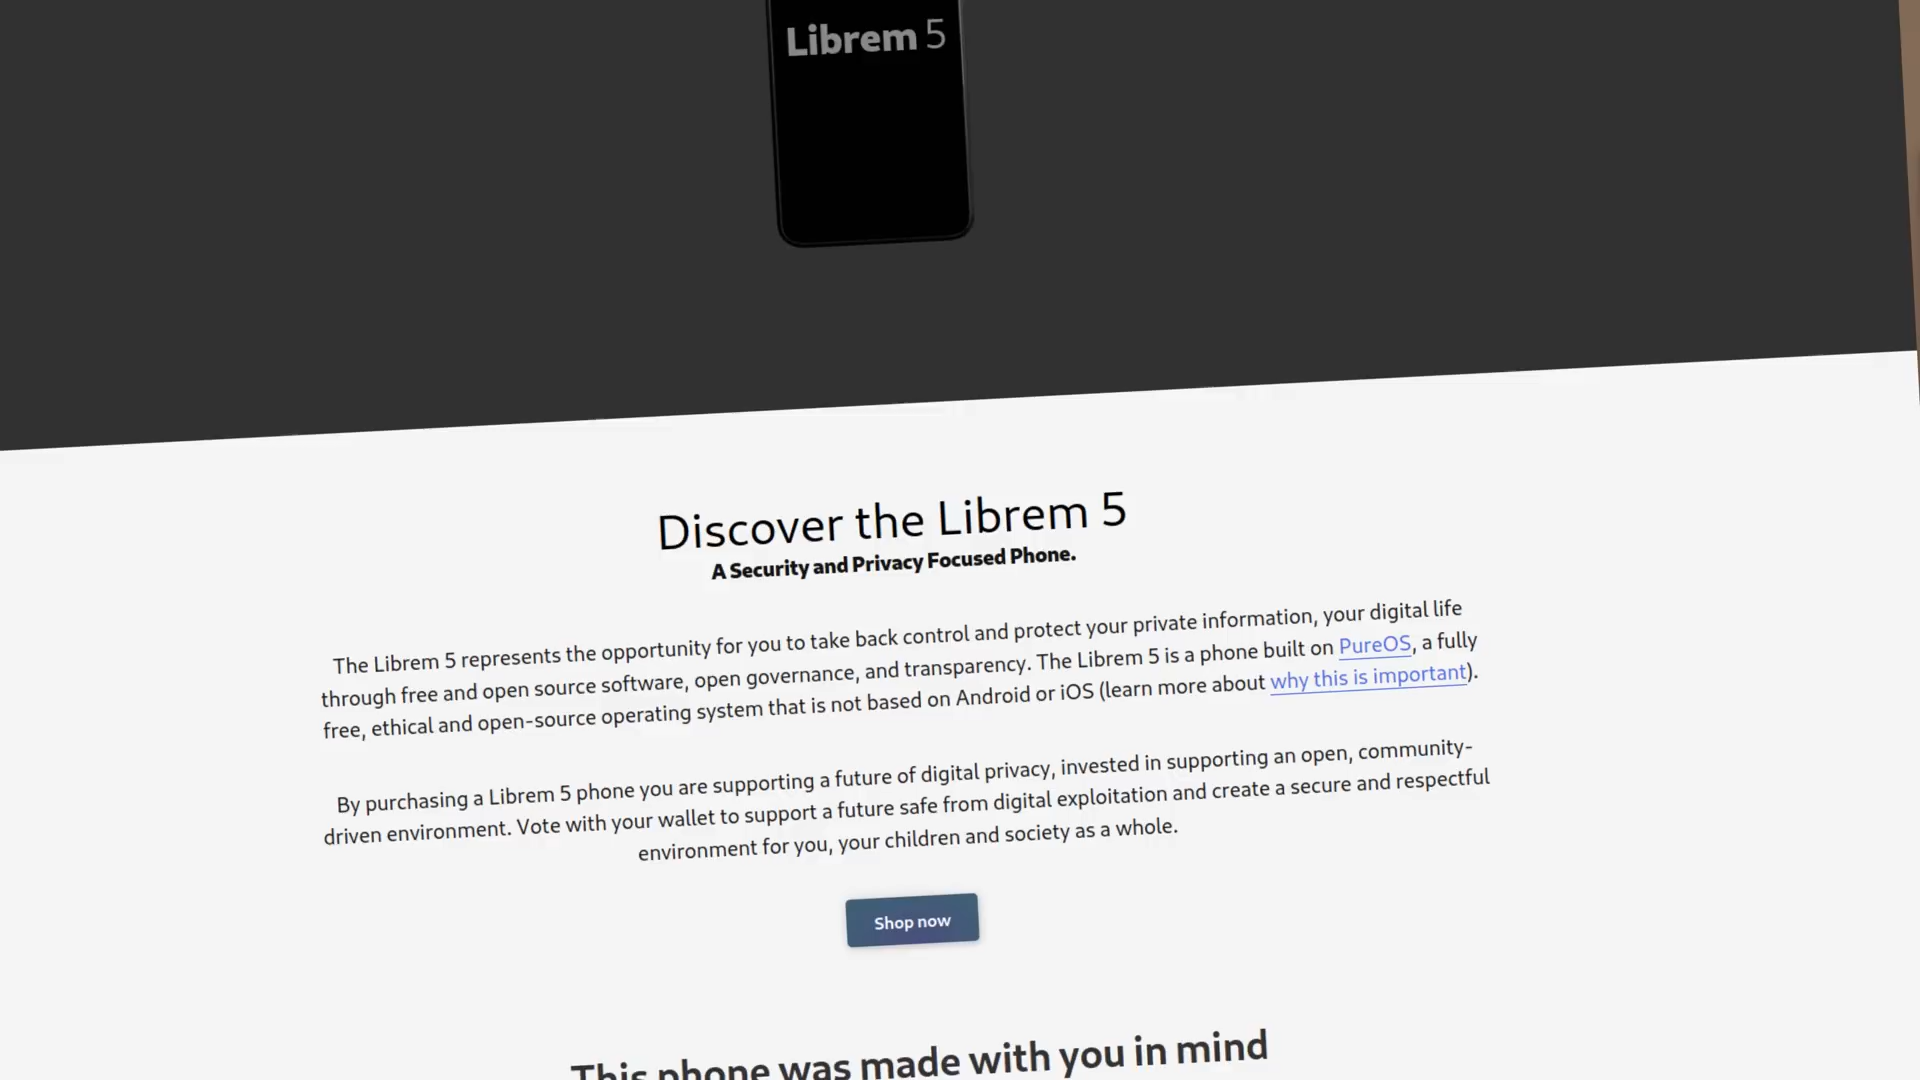 Librem 5
Discover the Librem 5
A Security and Privacy Focused Phone.
The Librem 5 represents the opportunity for you to take back control and protect your private information, your digital life
through free and open source software, open governance, and transparency. The Librem 5 is a phone built on PureOS, a fully
free, ethical and open-source operating system that is not based on Android or iOS (learn more about why this is important).
By purchasing a Librem 5 phone you are supporting a future of digital privacy, invested in supporting an open, community-
driven environment. Vote with your wallet to support a future safe from digital exploitation and create a secure and respectful
environment for you, your children and society as a whole.
Shop now
This phone was made with you in mind